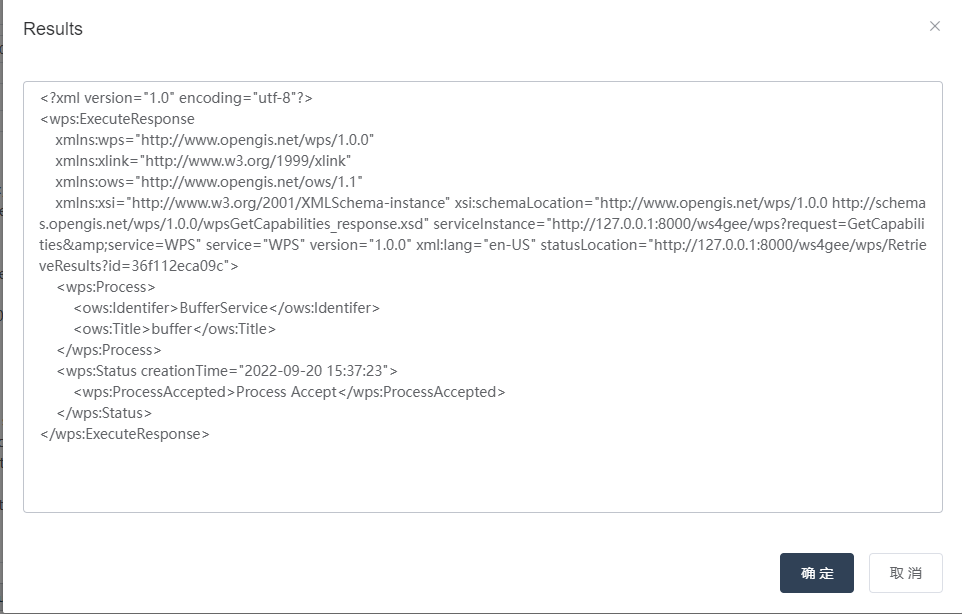 Results
<?xml version="1.0" encoding="utf-8"?>
<wps:ExecuteResponse
xmlns:wps="http://www.opengis.net/wps/1.0.0"
xmlns:xlink="http://www.w3.org/1999/xlink"
xmlns:ows="http://www.opengis.net/ows/1.1"
xmlns:xsi="http://www.w3.org/2001/XMLSchema-instance" xsi:schemaLocation="http://www.opengis.net/wps/1.0.0 http://schema
s.opengis.net/wps/1.0.0/wpsGetCapabilities_response.xsd" serviceInstance="http://127.0.0.1:8000/ws4gee/wps?request=GetCapabili
ties&amp;service=WPS" service="WPS" version="1.0.0" xml:lang="en-US" statusLocation="http://127.0.0.1:8000/ws4gee/wps/Retrie
veResults?id=36f112eca09c">
<wps:Process>
<ows:Identifer>BufferService</ows:Identifer>
<ows:Title>buffer</ows:Title>
</wps:Process>
<wps:Status creationTime="2022-09-20 15:37:23">
<wps:ProcessAccepted>Process Accept</wps:ProcessAccepted>
</wps:Status>
</wps:ExecuteResponse>
确定
取消